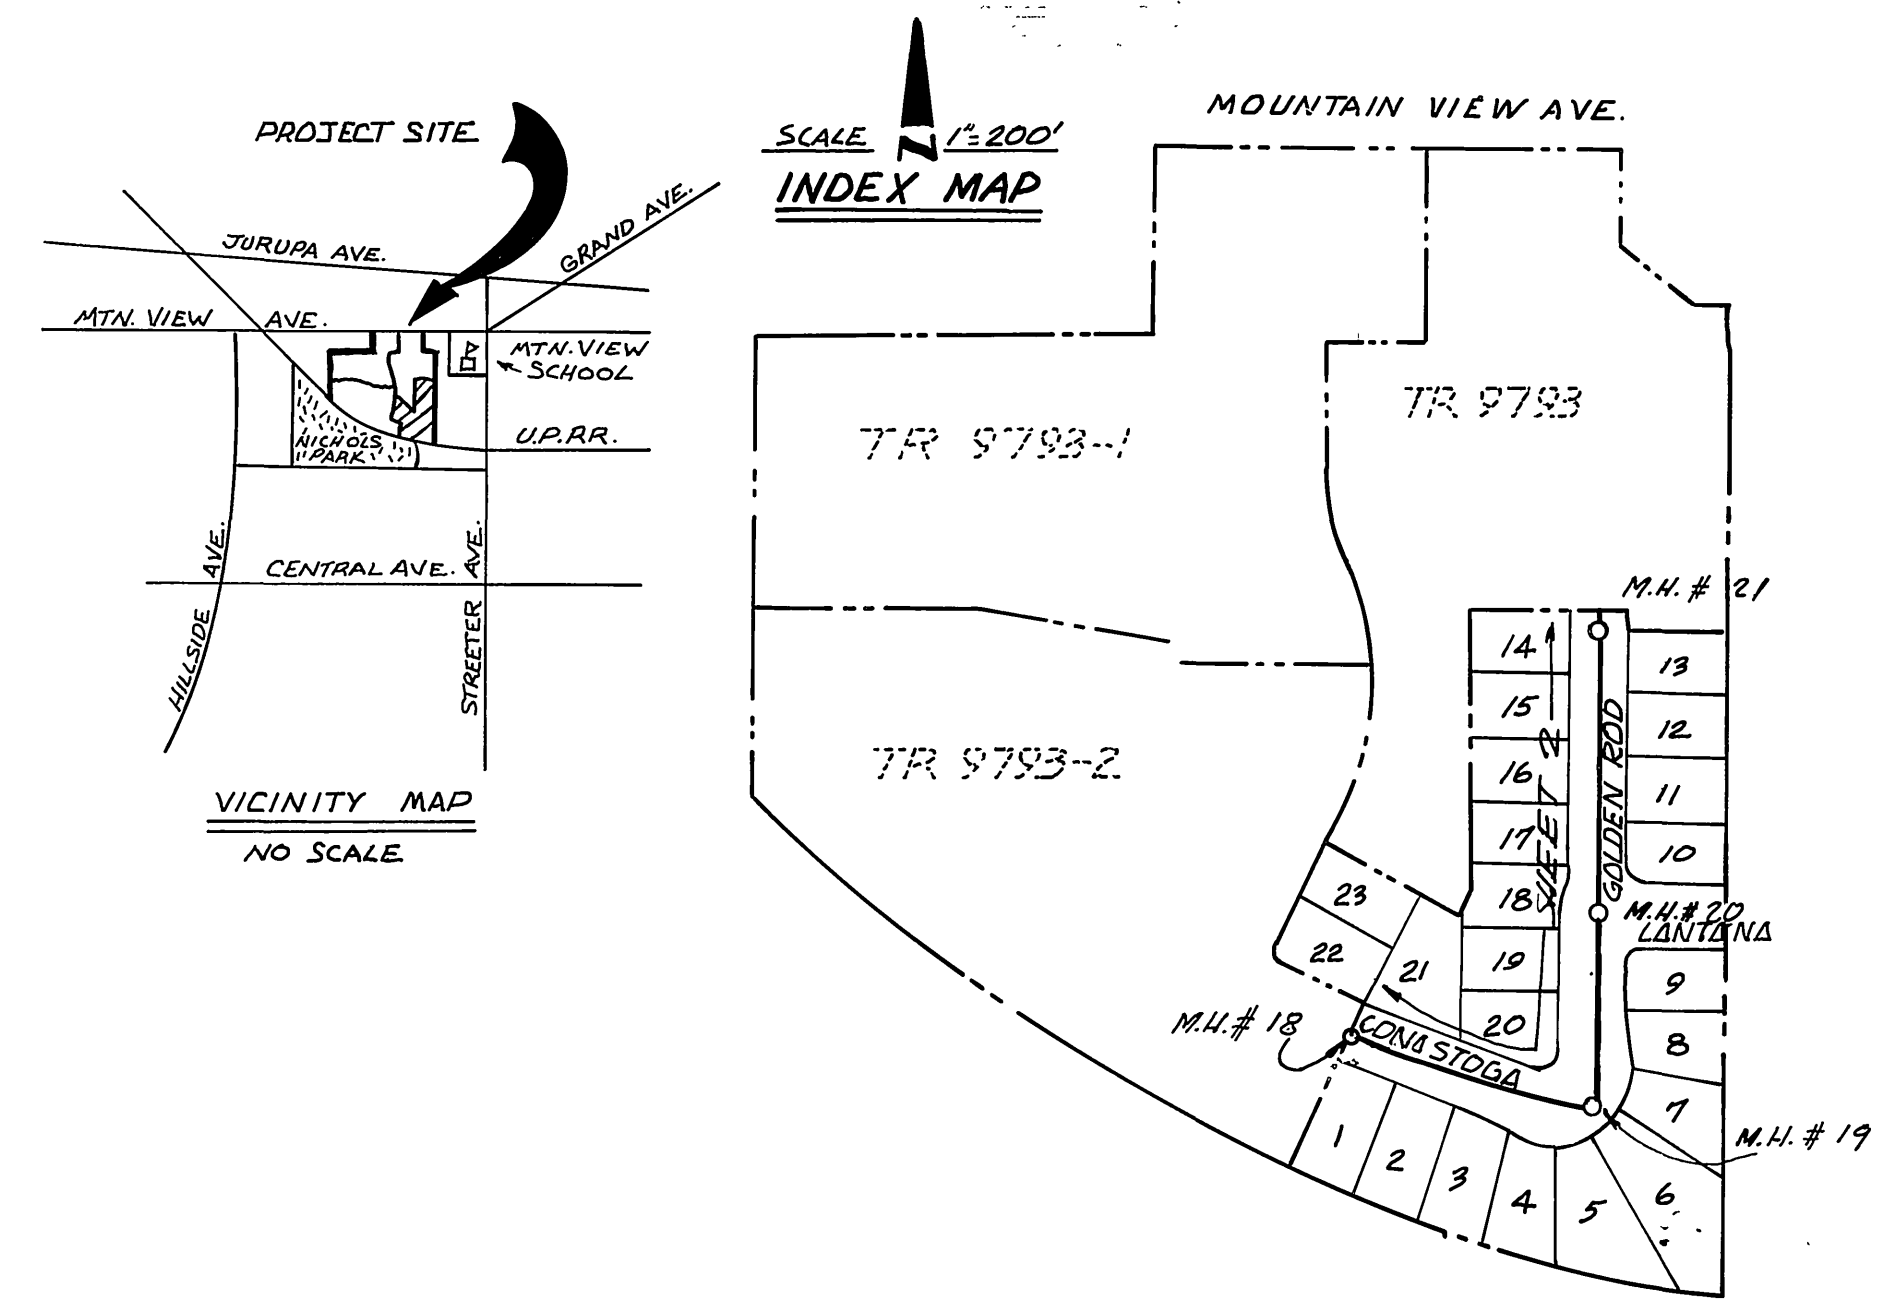 PROJECT SITE
JURUPA AVE.
GRAND AVE.
MTN. VIEW AVE.
MTN. VIEW
SCHOOL
NICHOLS
PARK
U.P.RR.
HILLSIDE AVE.
CENTRAL AVE.
STREETER AVE.
VICINITY MAP
NO SCALE
SCALE N 1"=200'
INDEX MAP
MOUNTAIN VIEW AVE.
TR 9793
TR 9793-1
TR 9793-2
M.H. # 21
14
13
15
12
16
11
17
10
18
GOLDEN ROD
M.H.# 20
LANTANA
23
22
21
19
9
20
8
M.H.# 18
CONASTOGA
7
M.H. # 19
1
2
3
4
5
6